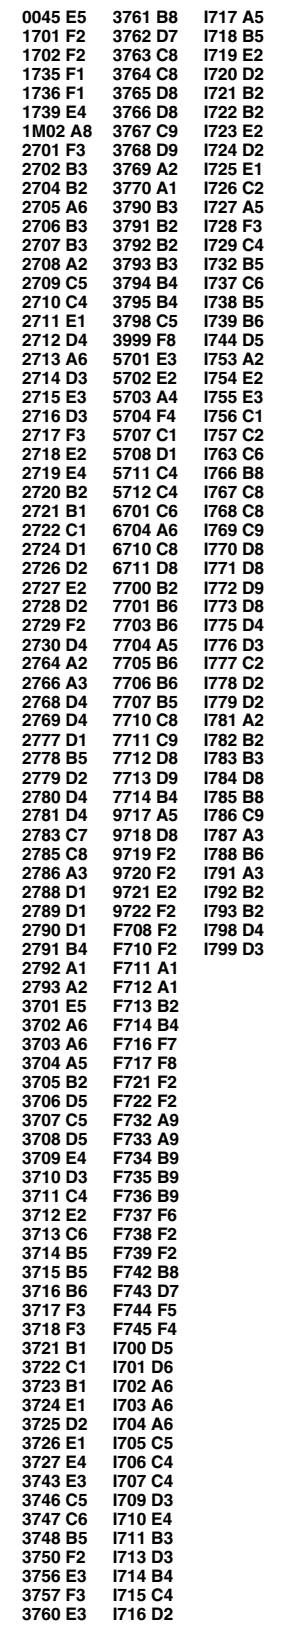 0045 E5
1701 F2
1702 F2
1735 F1
1736 F1
1739 E4
1M02 A8
2701 F3
2702 B3
2704 B2
2705 A6
2706 B3
2707 B3
2708 A2
2709 C5
2710 C4
2711 E1
2712 D4
2713 A6
2714 D3
2715 E3
2716 D3
2717 F3
2718 E2
2719 E4
2720 B2
2721 B1
2722 C1
2724 D1
2726 D2
2727 E2
2728 D2
2729 F2
2730 D4
2764 A2
2766 A3
2768 D4
2769 D4
2777 D1
2778 B5
2779 D2
2780 D4
2781 D4
2783 C7
2785 C8
2786 A3
2788 D1
2789 D1
2790 D1
2791 B4
2792 A1
2793 A2
3701 E5
3702 A6
3703 A6
3704 A5
3705 B2
3706 D5
3707 C5
3708 D5
3709 E4
3710 D3
3711 C4
3712 E2
3713 C6
3714 B5
3715 B5
3716 B6
3717 F3
3718 F3
3721 B1
3722 C1
3723 B1
3724 E1
3725 D2
3726 E1
3727 E4
3743 E3
3746 C5
3747 C6
3748 B5
3750 F2
3756 E3
3757 F3
3760 E3
3761 B8
3762 D7
3763 C8
3764 C8
3765 D8
3766 D8
3767 C9
3768 D9
3769 A2
3770 A1
3790 B3
3791 B2
3792 B2
3793 B3
3794 B4
3795 B4
3798 C5
3999 F8
5701 E3
5702 E2
5703 A4
5704 F4
5707 C1
5708 D1
5711 C4
5712 C4
6701 C6
6704 A6
6710 C8
6711 D8
7700 B2
7701 B6
7703 B6
7704 A5
7705 B6
7706 B6
7707 B5
7710 C8
7711 C9
7712 D8
7713 D9
7714 B4
9717 A5
9718 D8
9719 F2
9720 F2
9721 E2
9722 F2
F708 F2
F710 F2
F711 A1
F712 A1
F713 B2
F714 B4
F716 F7
F717 F8
F721 F2
F722 F2
F732 A9
F733 A9
F734 B9
F735 B9
F736 B9
F737 F6
F738 F2
F739 F2
F742 B8
F743 D7
F744 F5
F745 F4
I700 D5
I701 D6
I702 A6
I703 A6
I704 A6
I705 C5
I706 C4
I707 C4
I709 D3
I710 E4
I711 B3
I713 D3
I714 B4
I715 C4
I716 D2
I717 A5
I718 B5
I719 E2
I720 D2
I721 B2
I722 B2
I723 E2
I724 D2
I725 E1
I726 C2
I727 A5
I728 F3
I729 C4
I732 B5
I737 C6
I738 B5
I739 B6
I744 D5
I753 A2
I754 E2
I755 E3
I756 C1
I757 C2
I763 C6
I766 B8
I767 C8
I768 C8
I769 C9
I770 D8
I771 D8
I772 D9
I773 D8
I775 D4
I776 D3
I777 C2
I778 D2
I779 D2
I781 A2
I782 B2
I783 B3
I784 D8
I785 B8
I786 C9
I787 A3
I788 B6
I791 A3
I792 B2
I793 B2
I798 D4
I799 D3